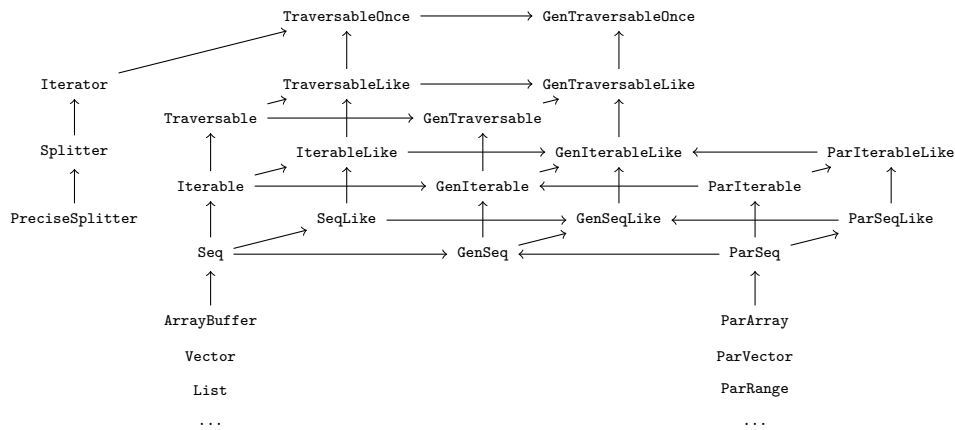 TraversableOnce GenTraversableOnce
Iterator TraversableLike GenTraversableLike
Traversable GenTraversable
Splitter IterableLike GenIterableLike ParIterableLike
Iterable GenIterable ParIterable
PreciseSplitter SeqLike GenSeqLike ParSeqLike
Seq GenSeq ParSeq
ArrayBuffer ParArray
Vector ParVector
List ParRange
... ...